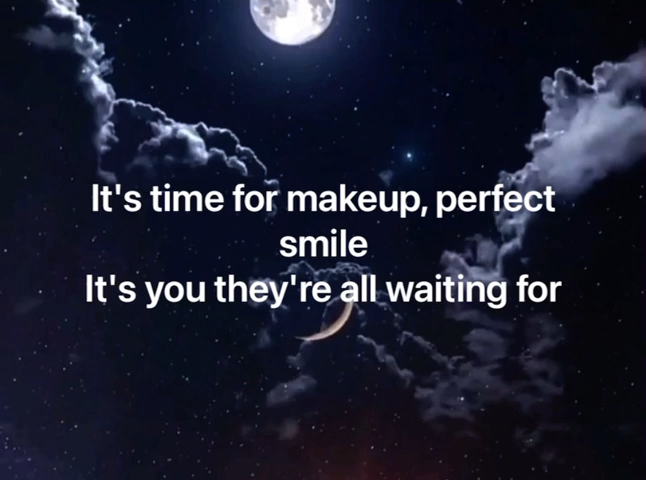 It's time for makeup, perfect
smile
It's you they're all waiting for